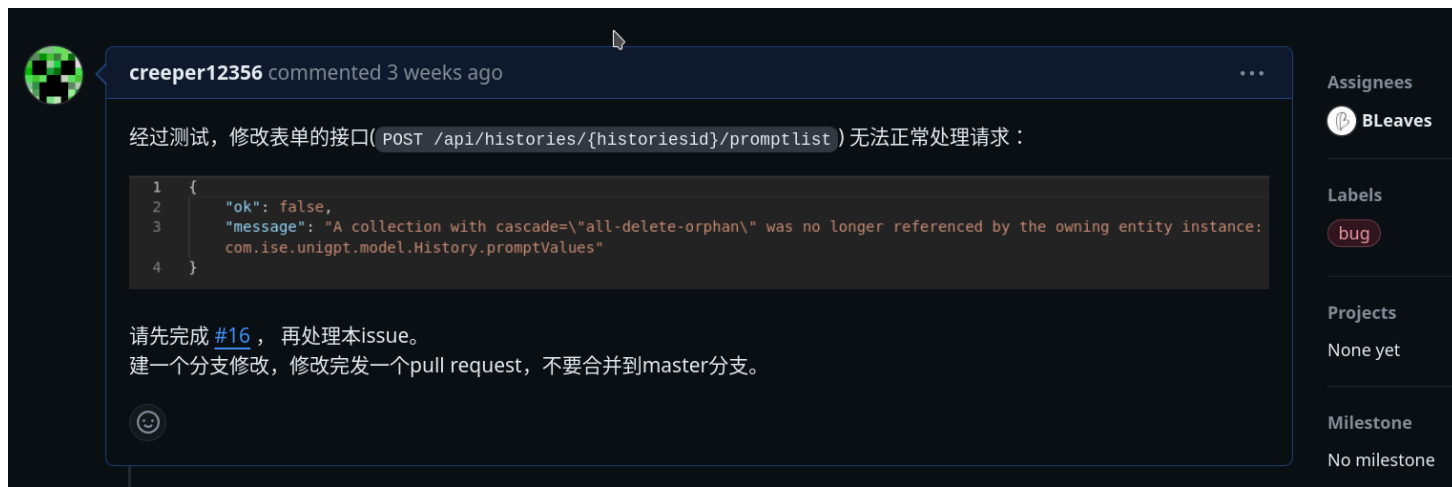 creeper12356 commented 3 weeks ago
经过测试，修改表单的接口( POST /api/histories/{historiesid}/promptlist ) 无法正常处理请求：
1 {
2 "ok": false,
3 "message": "A collection with cascade=\"all-delete-orphan\" was no longer referenced by the owning entity instance:
com.ise.unigpt.model.History.promptValues"
4 }
请先完成 #16 ， 再处理本issue。
建一个分支修改，修改完发一个pull request，不要合并到master分支。
Assignees
BLeaves
Labels
bug
Projects
None yet
Milestone
No milestone